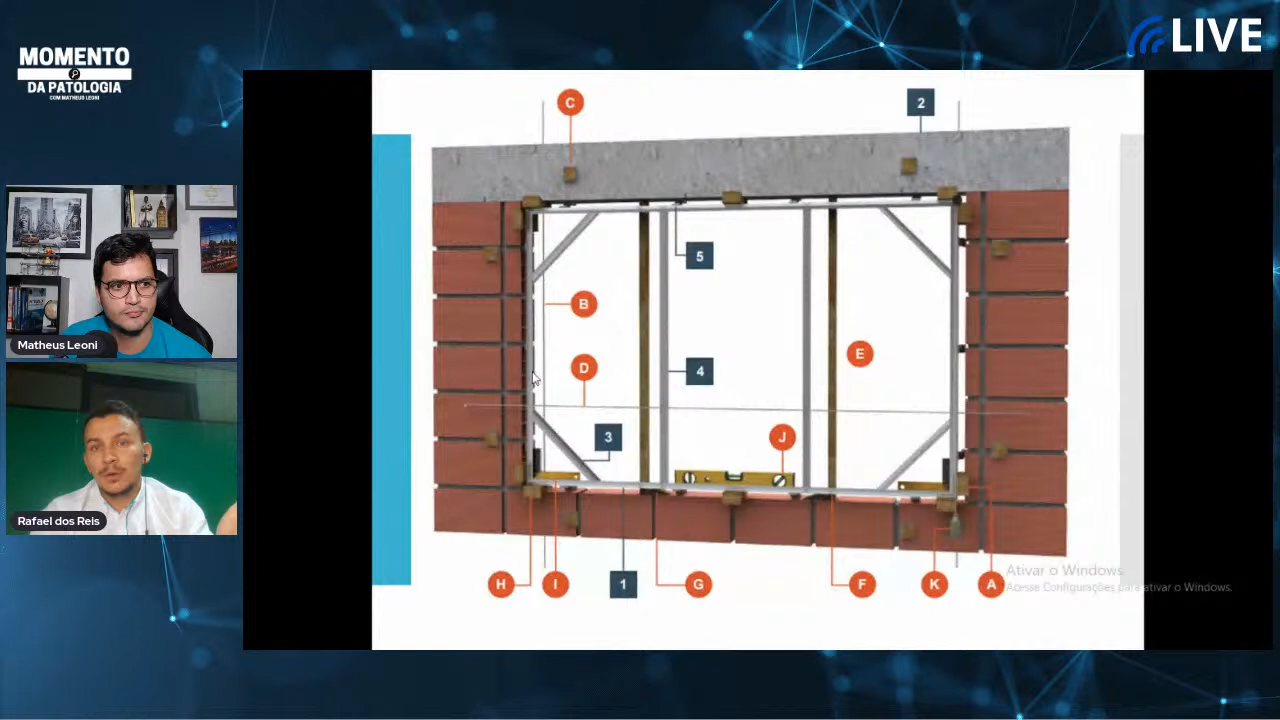 MOMENTO
DA PATOLOGIA
COM MATHEUS LEONI
LIVE
C
2
5
B
D
E
4
3
J
H
I
1
G
F
K
A
Ativar o Windows
Acesse Configurações para ativar o Windows.
Matheus Leoni
Rafael dos Reis